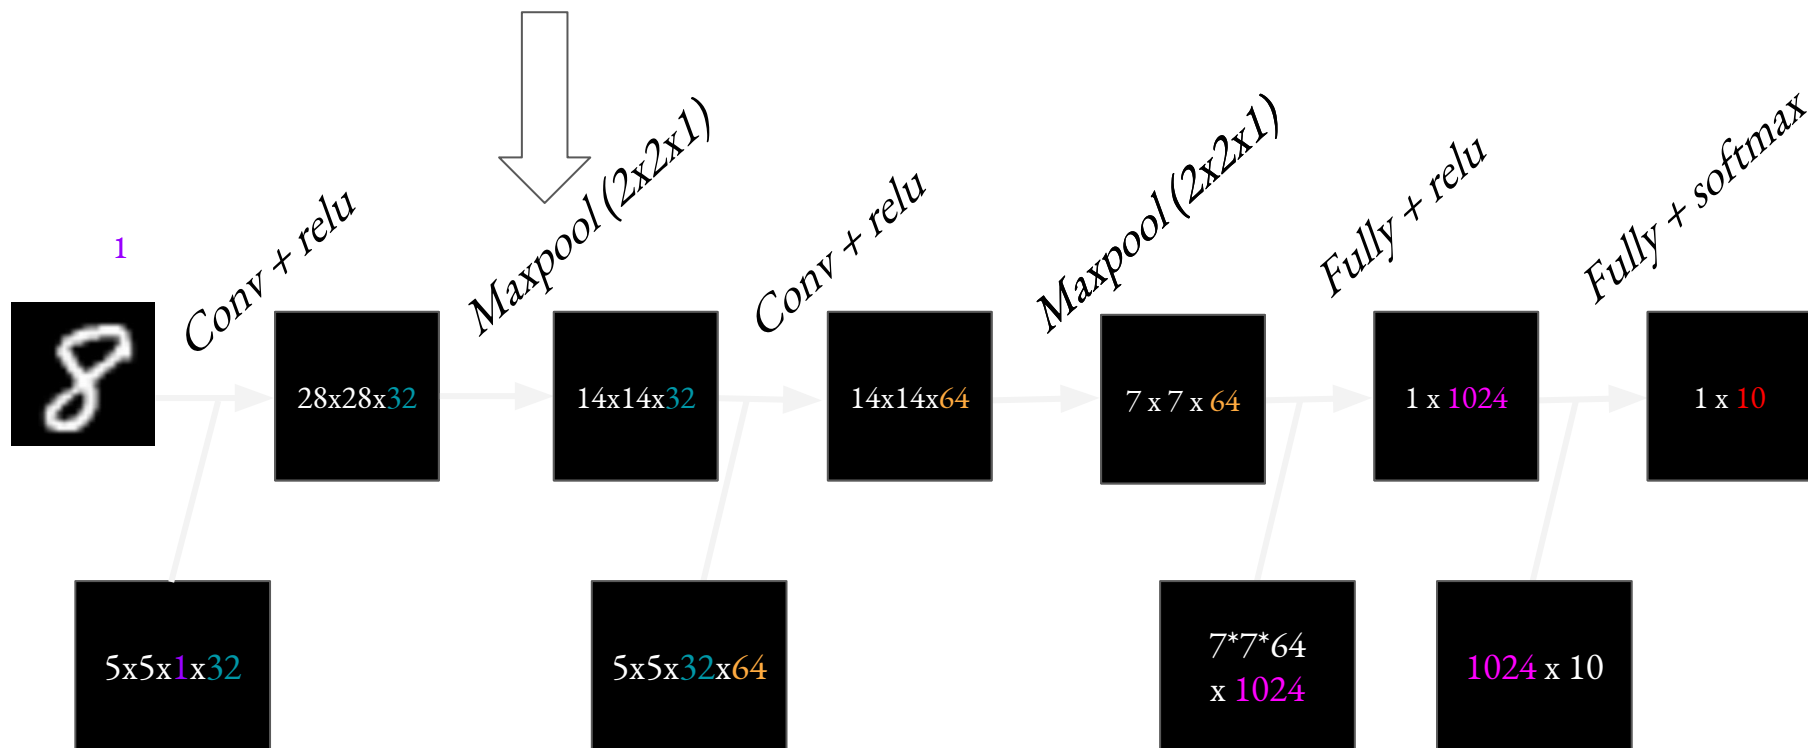 1
Conv + relu
Maxpool (2x2x1)
Conv + relu
Maxpool (2x2x1)
Fully + relu
Fully + softmax
8
28x28x32
14x14x32
14x14x64
7 x 7 x 64
1 x 1024
1 x 10
5x5x1x32
5x5x32x64
7*7*64
x 1024
1024 x 10